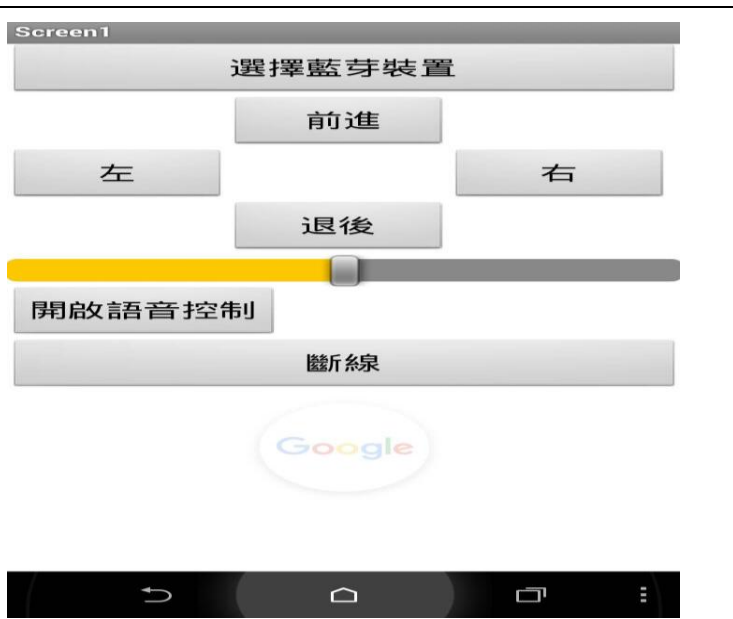 Screen1
選擇藍芽裝置
前進
左 右
退後
開啟語音控制
斷線
Google